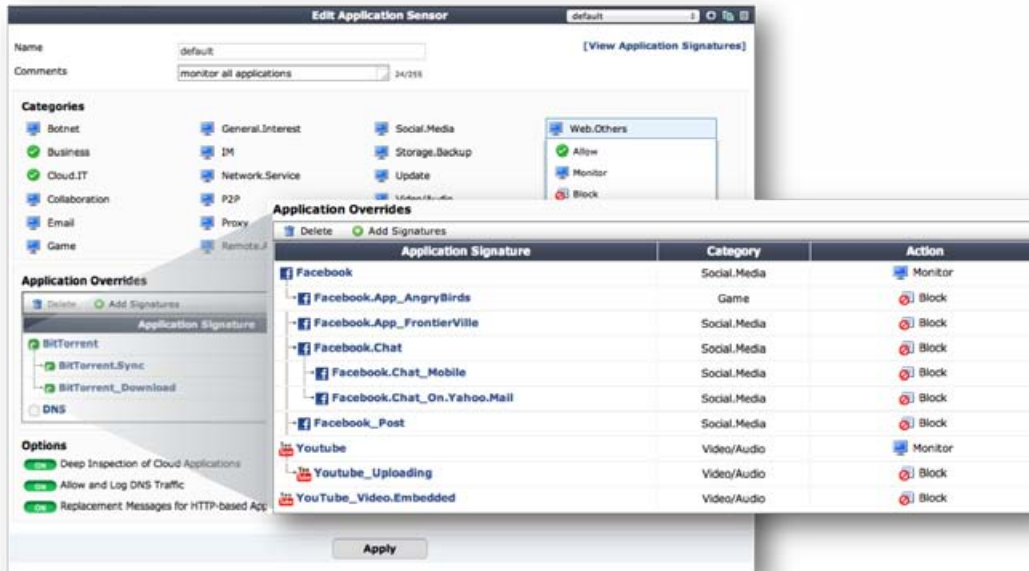 Edit Application Sensor
default
Name
default
[View Application Signatures]
Comments
monitor all applications
24/255
Categories
Botnet
General.Interest
Social.Media
Web.Others
Business
IM
Storage.Backup
Allow
Cloud.IT
Network.Service
Update
Monitor
Collaboration
P2P
Video/Audio
Block
Email
Proxy
Game
Application Overrides
Delete
Add Signatures
Application Signature
BitTorrent
BitTorrent.Sync
BitTorrent_Download
DNS
Options
ON Deep Inspection of Cloud Applications
ON Allow and Log DNS Traffic
ON Replacement Messages for HTTP-based App
Apply
Application Overrides
Delete
Add Signatures
Application Signature
Category
Action
Facebook
Social.Media
Monitor
Facebook.App_AngryBirds
Game
Block
Facebook.App_FrontierVille
Social.Media
Block
Facebook.Chat
Social.Media
Block
Facebook.Chat_Mobile
Social.Media
Block
Facebook.Chat_On.Yahoo.Mail
Social.Media
Block
Facebook_Post
Social.Media
Block
Youtube
Video/Audio
Monitor
Youtube_Uploading
Video/Audio
Block
YouTube_Video.Embedded
Video/Audio
Block